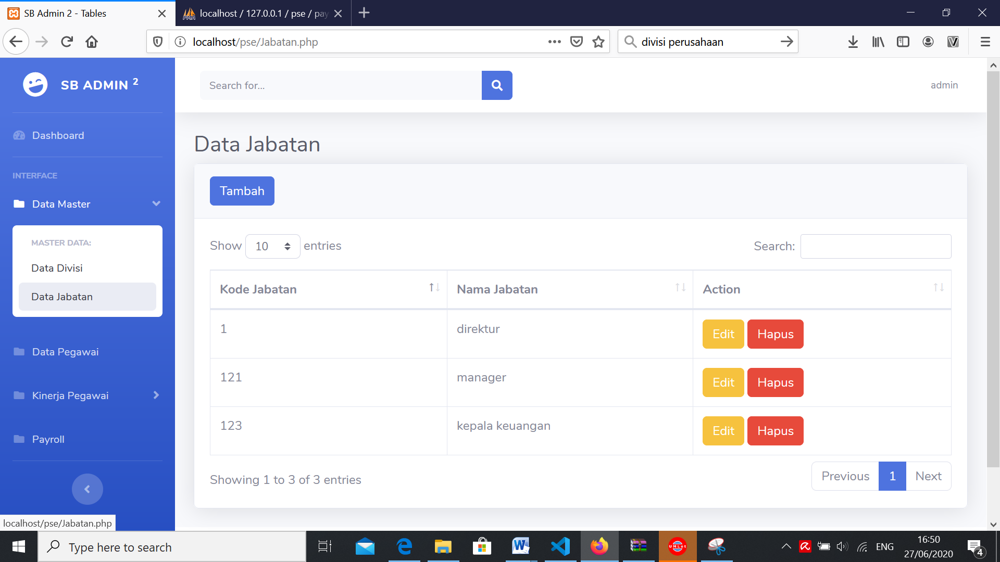 SB Admin 2 - Tables
localhost / 127.0.0.1 / pse / pay
localhost/pse/Jabatan.php
divisi perusahaan
SB ADMIN 2
Search for...
admin
Dashboard
INTERFACE
Data Master
MASTER DATA:
Data Divisi
Data Jabatan
Data Pegawai
Kinerja Pegawai
Payroll
Data Jabatan
Tambah
Show 10 entries
Search:
Kode Jabatan Nama Jabatan Action
1 direktur Edit Hapus
121 manager Edit Hapus
123 kepala keuangan Edit Hapus
Showing 1 to 3 of 3 entries
Previous 1 Next
localhost/pse/Jabatan.php
Type here to search
UMLet
ENG
16:50
27/06/2020
4